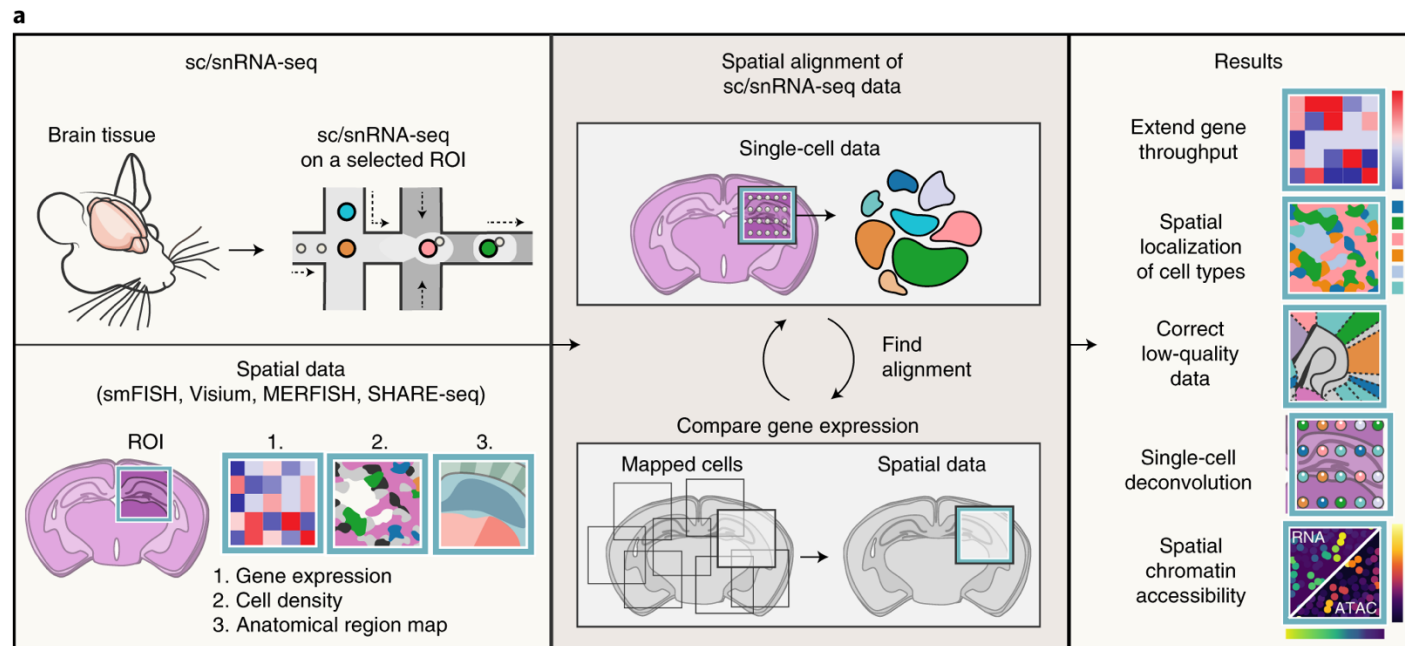 a
sc/snRNA-seq
Brain tissue
sc/snRNA-seq
on a selected ROI
Spatial data
(smFISH, Visium, MERFISH, SHARE-seq)
ROI
1.
2.
3.
1. Gene expression
2. Cell density
3. Anatomical region map
Spatial alignment of
sc/snRNA-seq data
Single-cell data
Find
alignment
Compare gene expression
Mapped cells
Spatial data
Results
Extend gene
throughput
Spatial
localization
of cell types
Correct
low-quality
data
Single-cell
deconvolution
Spatial
chromatin
accessibility
RNA
ATAC